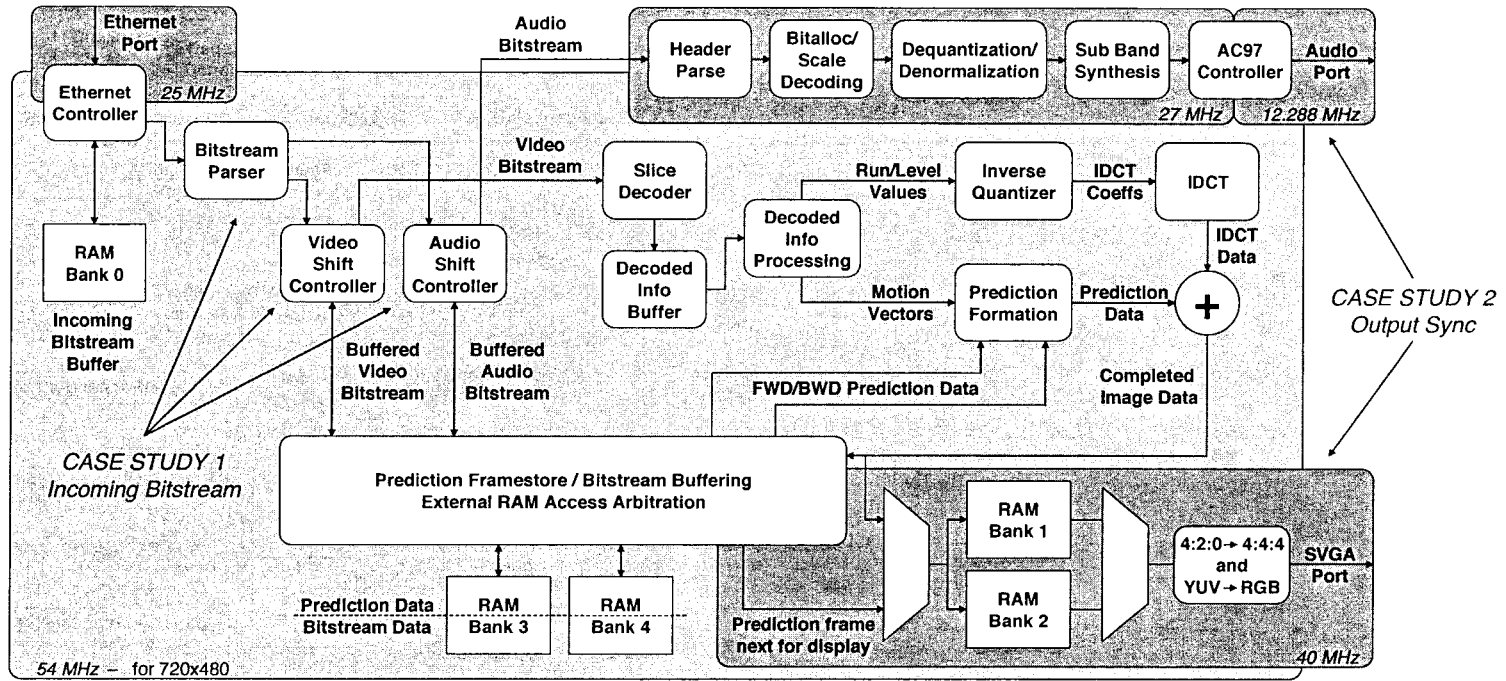 Ethernet
Port
25 MHz
Ethernet
Controller
Bitstream
Parser
RAM
Bank 0
Incoming
Bitstream
Buffer
Video
Shift
Controller
Audio
Shift
Controller
Buffered
Video
Bitstream
Buffered
Audio
Bitstream
CASE STUDY 1
Incoming Bitstream
Audio
Bitstream
Header
Parse
Bitalloc/
Scale
Decoding
Dequantization/
Denormalization
Sub Band
Synthesis
AC97
Controller
Audio
Port
27 MHz
12.288 MHz
Video
Bitstream
Slice
Decoder
Decoded
Info
Buffer
Decoded
Info
Processing
Run/Level
Values
Inverse
Quantizer
IDCT
Coeffs
IDCT
IDCT
Data
Motion
Vectors
Prediction
Formation
Prediction
Data
+
CASE STUDY 2
Output Sync
FWD/BWD Prediction Data
Completed
Image Data
Prediction Framestore / Bitstream Buffering
External RAM Access Arbitration
Prediction Data
Bitstream Data
RAM
Bank 3
RAM
Bank 4
RAM
Bank 1
RAM
Bank 2
4:2:0→ 4:4:4
and
YUV→RGB
SVGA
Port
Prediction frame
next for display
40 MHz
54 MHz – for 720x480